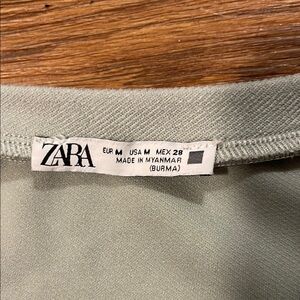 ZARA
EUR M USA M MEX 28
MADE IN MYANMAR
(BURMA)